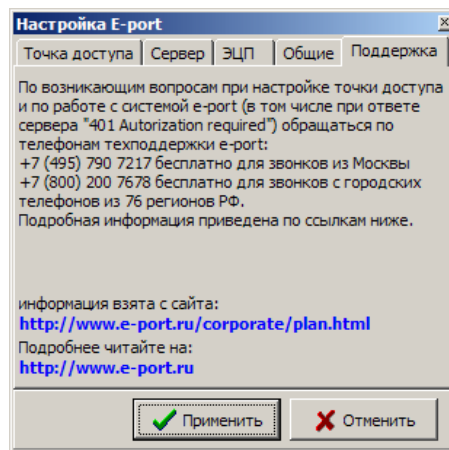 Настройка E-port
Точка доступа Сервер ЭЦП Общие Поддержка
По возникающим вопросам при настройке точки доступа
и по работе с системой e-port (в том числе при ответе
сервера "401 Autorization required") обращаться по
телефонам техподдержки e-port:
+7 (495) 790 7217 бесплатно для звонков из Москвы
+7 (800) 200 7678 бесплатно для звонков с городских
телефонов из 76 регионов РФ.
Подробная информация приведена по ссылкам ниже.
информация взята с сайта:
http://www.e-port.ru/corporate/plan.html
Подробнее читайте на:
http://www.e-port.ru
Применить Отменить